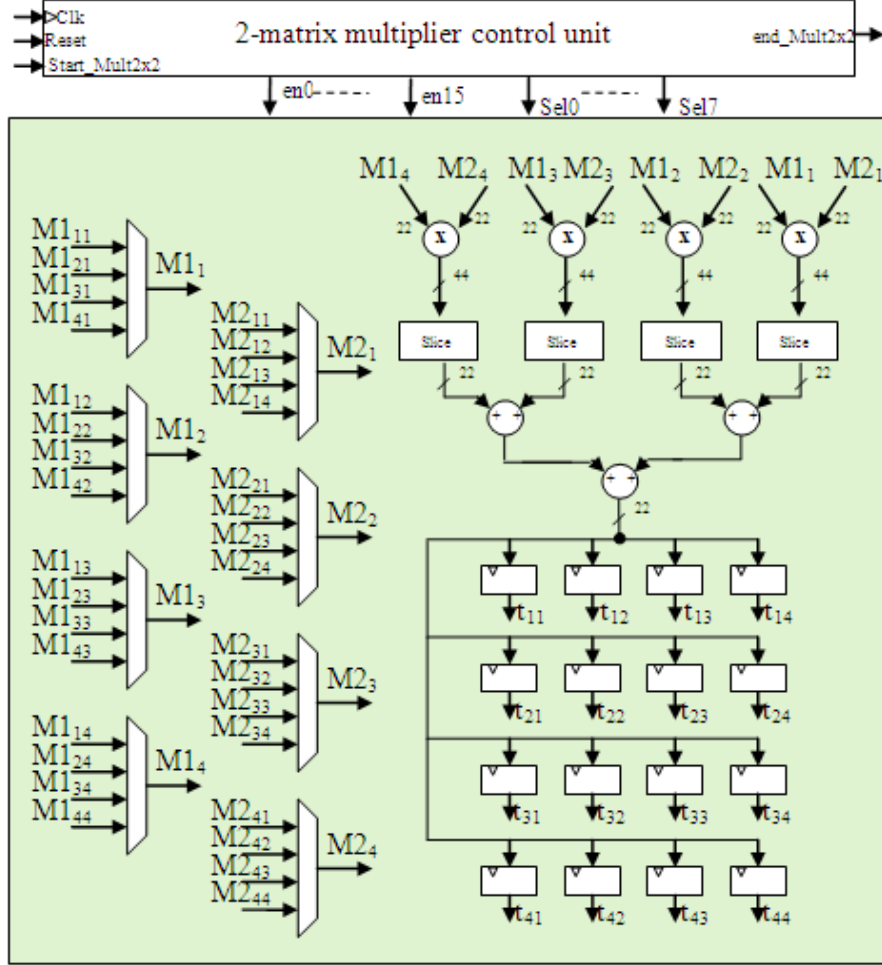 Clk
Reset
Start_Mult2x2
2-matrix multiplier control unit
end_Mult2x2
en0 en15 Sel0 Sel7
M1₄ M2₄ M1₃ M2₃ M1₂ M2₂ M1₁ M2₁
22 22 22 22 22 22 22 22
x x x x
44 44 44 44
Slice Slice Slice Slice
22 22 22 22
+ + + +
+ +
22
M1₁₁
M1₂₁
M1₃₁
M1₄₁
M1₁
M2₁₁
M2₁₂
M2₁₃
M2₁₄
M2₁
M1₁₂
M1₂₂
M1₃₂
M1₄₂
M1₂
M2₂₁
M2₂₂
M2₂₃
M2₂₄
M2₂
M1₁₃
M1₂₃
M1₃₃
M1₄₃
M1₃
M2₃₁
M2₃₂
M2₃₃
M2₃₄
M2₃
M1₁₄
M1₂₄
M1₃₄
M1₄₄
M1₄
M2₄₁
M2₄₂
M2₄₃
M2₄₄
M2₄
t₁₁ t₁₂ t₁₃ t₁₄
t₂₁ t₂₂ t₂₃ t₂₄
t₃₁ t₃₂ t₃₃ t₃₄
t₄₁ t₄₂ t₄₃ t₄₄